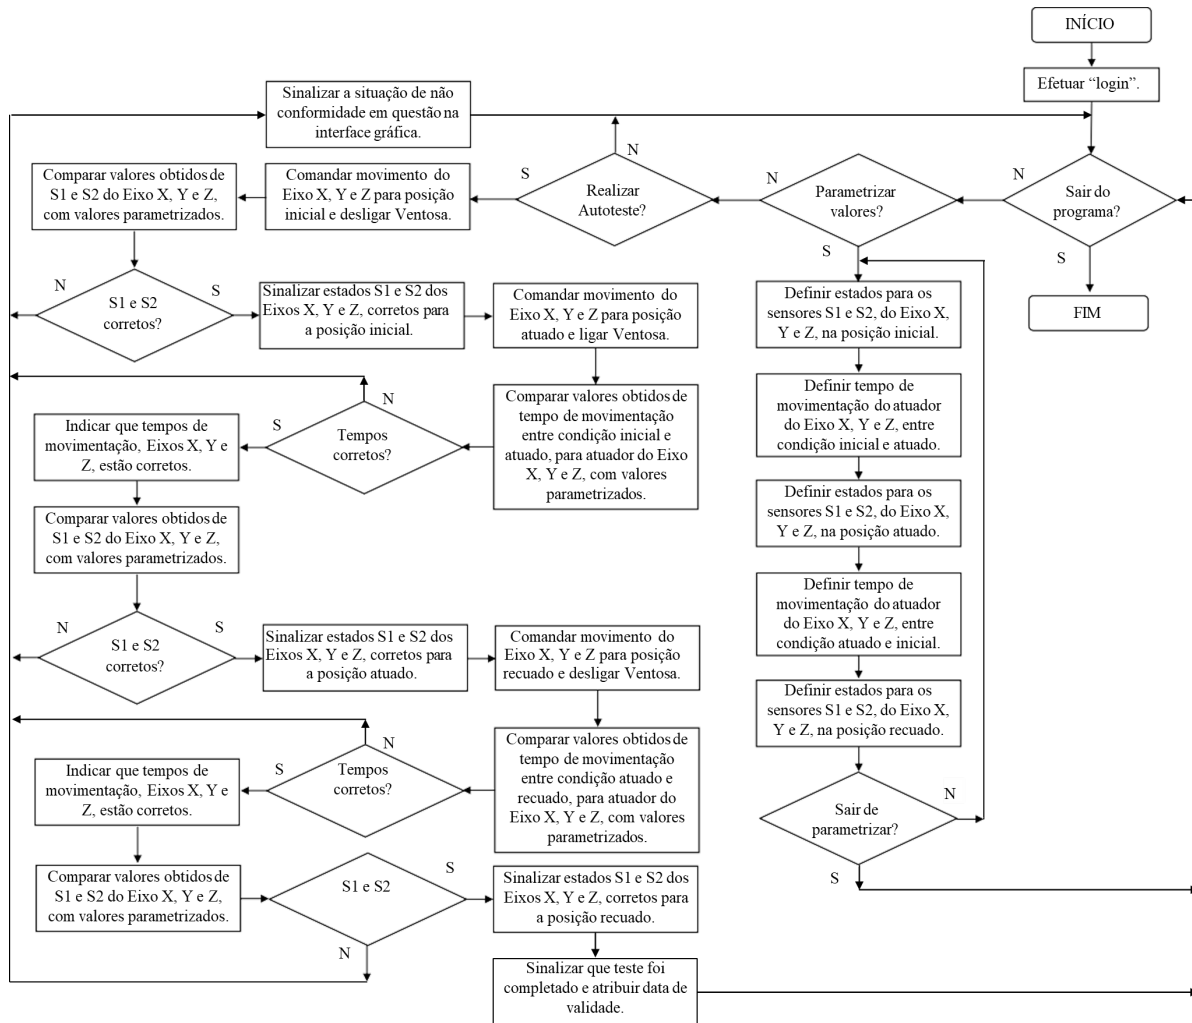 INÍCIO
Efetuar “login”.
Sair do
programa?
N
S
FIM
Parametrizar
valores?
N
S
Realizar
Autoteste?
N
S
Sinalizar a situação de não
conformidade em questão na
interface gráfica.
Comandar movimento do
Eixo X, Y e Z para posição
inicial e desligar Ventosa.
Comparar valores obtidos de
S1 e S2 do Eixo X, Y e Z,
com valores parametrizados.
N
S
S1 e S2
corretos?
Sinalizar estados S1 e S2 dos
Eixos X, Y e Z, corretos para
a posição inicial.
Comandar movimento do
Eixo X, Y e Z para posição
atuado e ligar Ventosa.
Comparar valores obtidos de
tempo de movimentação
entre condição inicial e
atuado, para atuador do Eixo
X, Y e Z, com valores
parametrizados.
N
S
Tempos
corretos?
Indicar que tempos de
movimentação, Eixos X, Y e
Z, estão corretos.
Comparar valores obtidos de
S1 e S2 do Eixo X, Y e Z,
com valores parametrizados.
N
S
S1 e S2
corretos?
Sinalizar estados S1 e S2 dos
Eixos X, Y e Z, corretos para
a posição atuado.
Comandar movimento do
Eixo X, Y e Z para posição
recuado e desligar Ventosa.
Comparar valores obtidos de
tempo de movimentação
entre condição atuado e
recuado, para atuador do
Eixo X, Y e Z, com valores
parametrizados.
N
S
Tempos
corretos?
Indicar que tempos de
movimentação, Eixos X, Y e
Z, estão corretos.
Comparar valores obtidos de
S1 e S2 do Eixo X, Y e Z,
com valores parametrizados.
S1 e S2
S
N
Sinalizar estados S1 e S2 dos
Eixos X, Y e Z, corretos para
a posição recuado.
Sinalizar que teste foi
completado e atribuir data de
validade.
Definir estados para os
sensores S1 e S2, do Eixo X,
Y e Z, na posição inicial.
Definir tempo de
movimentação do atuador
do Eixo X, Y e Z, entre
condição inicial e atuado.
Definir estados para os
sensores S1 e S2, do Eixo X,
Y e Z, na posição atuado.
Definir tempo de
movimentação do atuador
do Eixo X, Y e Z, entre
condição atuado e inicial.
Definir estados para os
sensores S1 e S2, do Eixo X,
Y e Z, na posição recuado.
Sair de
parametrizar?
N
S